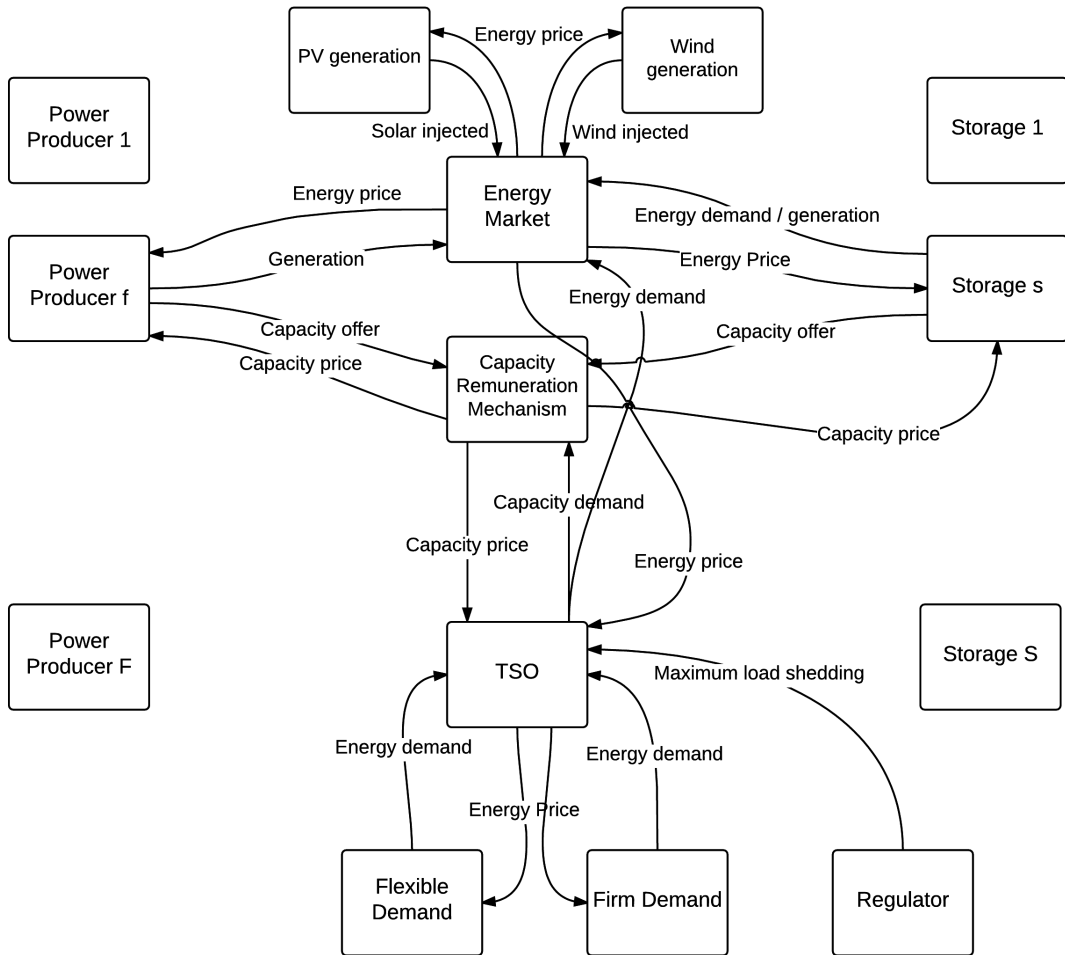 Energy price
PV generation
Wind
generation
Power
Producer 1
Storage 1
Solar injected
Wind injected
Energy
Market
Energy price
Energy demand / generation
Generation
Energy Price
Power
Producer f
Storage s
Energy demand
Capacity offer
Capacity offer
Capacity price
Capacity
Remuneration
Mechanism
Capacity price
Capacity demand
Capacity price
Energy price
Power
Producer F
Storage S
TSO
Maximum load shedding
Energy demand
Energy demand
Energy Price
Flexible
Demand
Firm Demand
Regulator